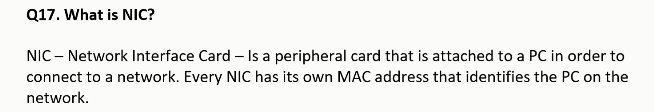 Q17. What is NIC?
NIC – Network Interface Card – Is a peripheral card that is attached to a PC in order to
connect to a network. Every NIC has its own MAC address that identifies the PC on the
network.